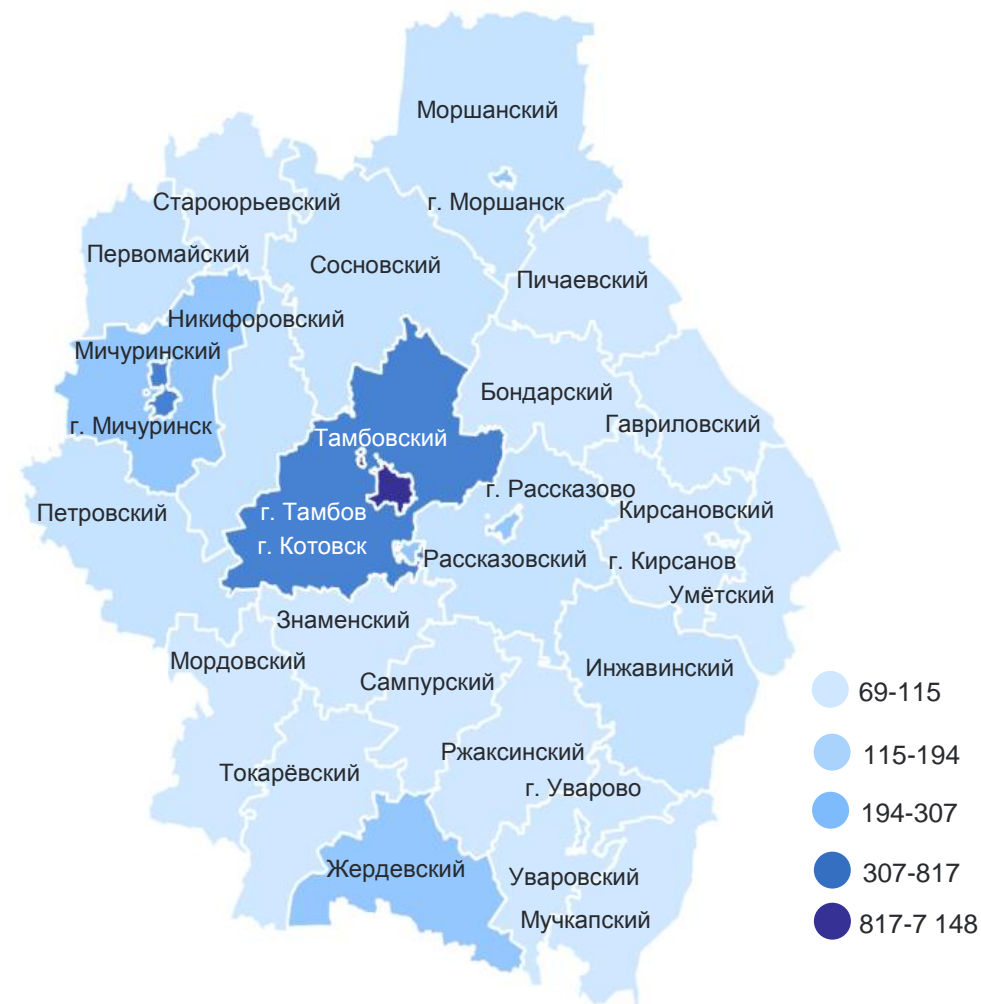 Моршанский
г. Моршанск
Староюрьевский
Первомайский
Сосновский
Пичаевский
Никифоровский
Мичуринский
г. Мичуринск
Бондарский
Гавриловский
Тамбовский
г. Рассказово
Петровский
г. Тамбов
Кирсановский
г. Котовск
Рассказовский
г. Кирсанов
Умётский
Знаменский
Мордовский
Сампурский
Инжавинский
69-115
Ржаксинский
115-194
Токарёвский
г. Уварово
194-307
Жердевский
Уваровский
307-817
Мучкапский
817-7 148